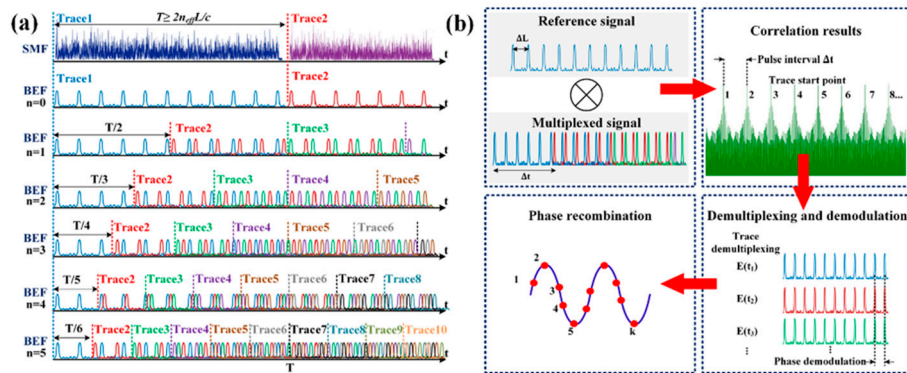 (a)
T ≥ 2n_eff L/c
Trace1
Trace2
SMF
t
Trace1
Trace2
BEF
n=0
t
T/2
Trace2
Trace3
BEF
n=1
t
T/3
Trace2
Trace3
Trace4
Trace5
BEF
n=2
t
T/4
Trace2
Trace3
Trace4
Trace5
Trace6
BEF
n=3
t
T/5
Trace2
Trace3
Trace4
Trace5
Trace6
Trace7
Trace8
BEF
n=4
t
T/6
Trace2
Trace3
Trace4
Trace5
Trace6
Trace7
Trace8
Trace9
Trace10
BEF
n=5
t
T
(b)
Reference signal
ΔL
Multiplexed signal
Δt
Correlation results
Pulse interval Δt
Trace start point
1 2 3 4 5 6 7 8...
Phase recombination
1
2
3
4
5
k
Demultiplexing and demodulation
Trace
demultiplexing
E(t₁)
E(t₂)
E(t₃)
⋮
⋮
Phase demodulation